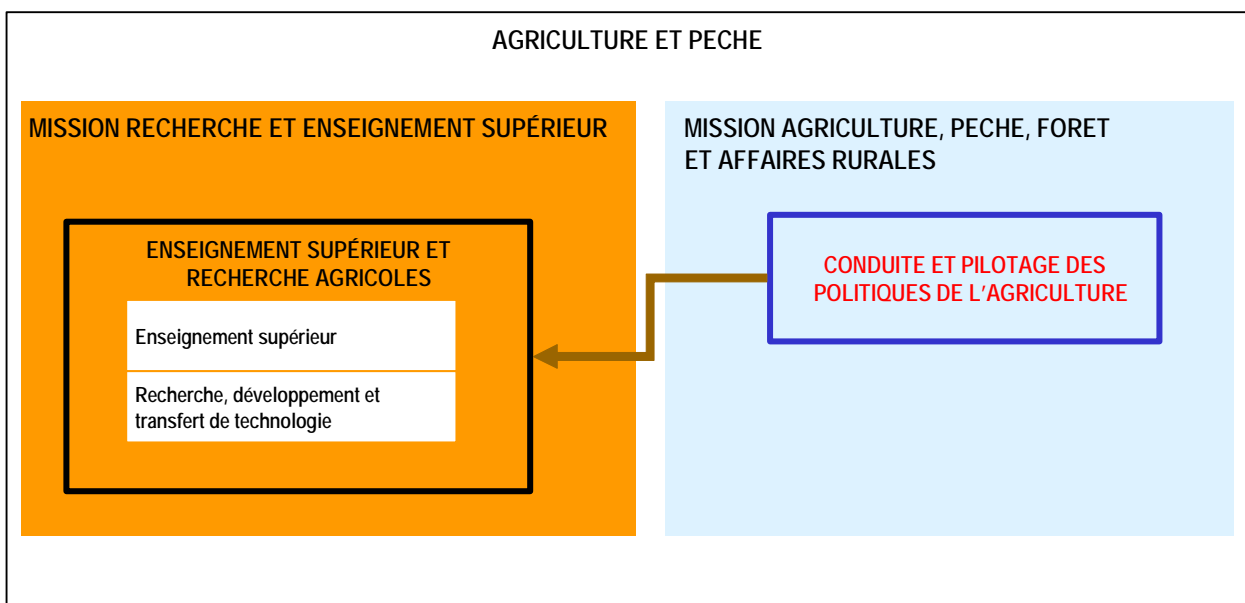 AGRICULTURE ET PECHE
MISSION RECHERCHE ET ENSEIGNEMENT SUPÉRIEUR
ENSEIGNEMENT SUPÉRIEUR ET
RECHERCHE AGRICOLES
Enseignement supérieur
Recherche, développement et
transfert de technologie
MISSION AGRICULTURE, PECHE, FORET
ET AFFAIRES RURALES
CONDUITE ET PILOTAGE DES
POLITIQUES DE L'AGRICULTURE